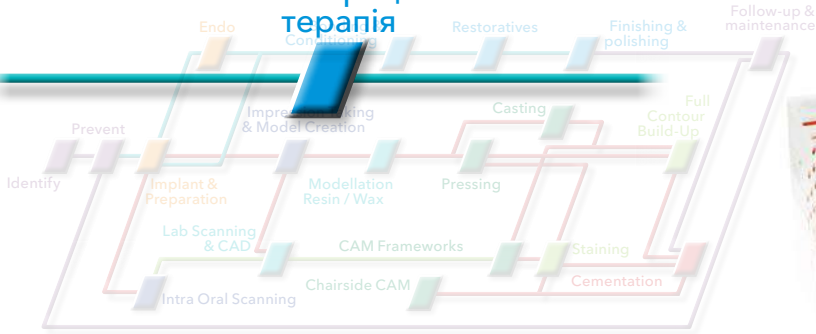 терапія
Endo
Conditioning
Restoratives
Finishing &
polishing
Follow-up &
maintenance
Impression Taking
& Model Creation
Casting
Full
Contour
Build-Up
Prevent
Identify
Implant &
Preparation
Modellation
Resin / Wax
Pressing
Lab Scanning
& CAD
CAM Frameworks
Staining
Cementation
Chairside CAM
Intra Oral Scanning